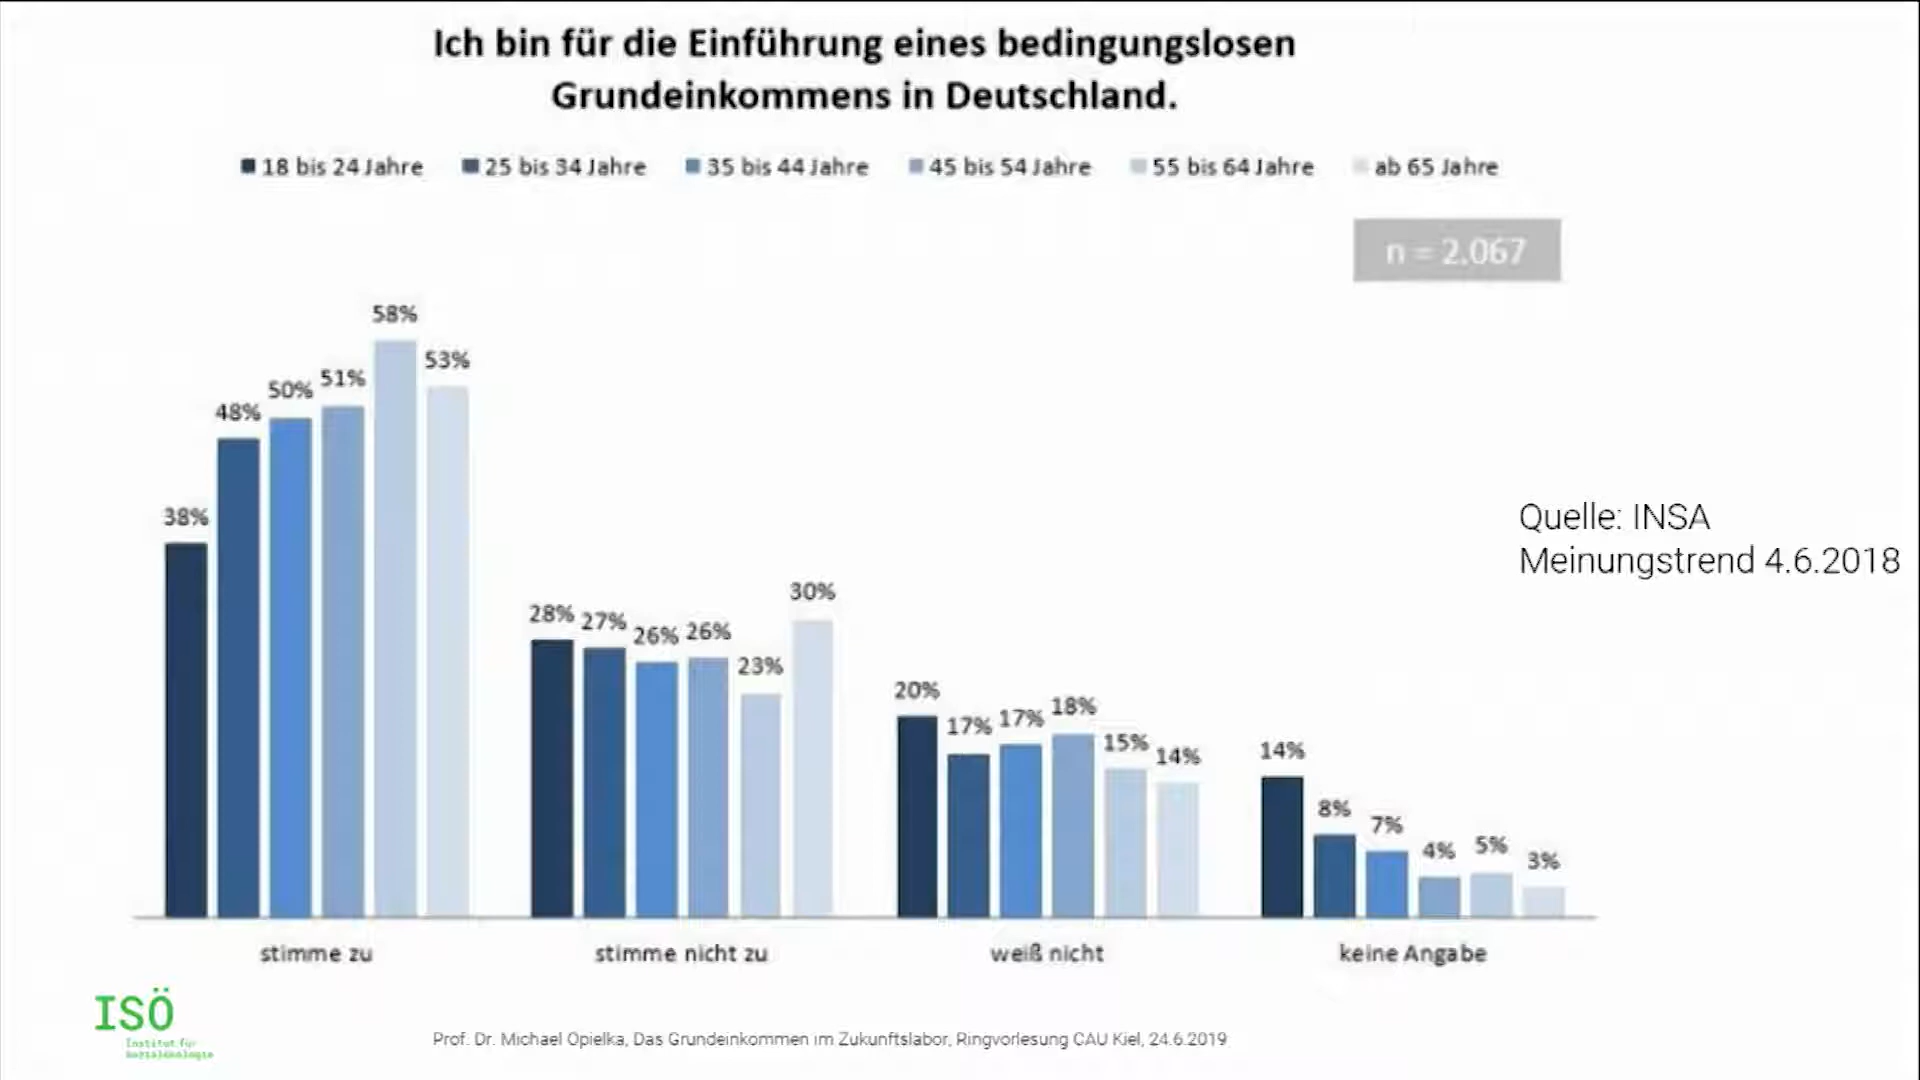 Ich bin für die Einführung eines bedingungslosen
Grundeinkommens in Deutschland.
18 bis 24 Jahre 25 bis 34 Jahre 35 bis 44 Jahre 45 bis 54 Jahre 55 bis 64 Jahre ab 65 Jahre
n = 2.067
38% 48% 50% 51% 58% 53%
28% 27% 26% 26% 23% 30%
20% 17% 17% 18% 15% 14%
14% 8% 7% 4% 5% 3%
Quelle: INSA
Meinungstrend 4.6.2018
stimme zu stimme nicht zu weiß nicht keine Angabe
ISÖ
Institut für
Sozialökologie
Prof. Dr. Michael Opielka, Das Grundeinkommen im Zukunftslabor, Ringvorlesung CAU Kiel, 24.6.2019